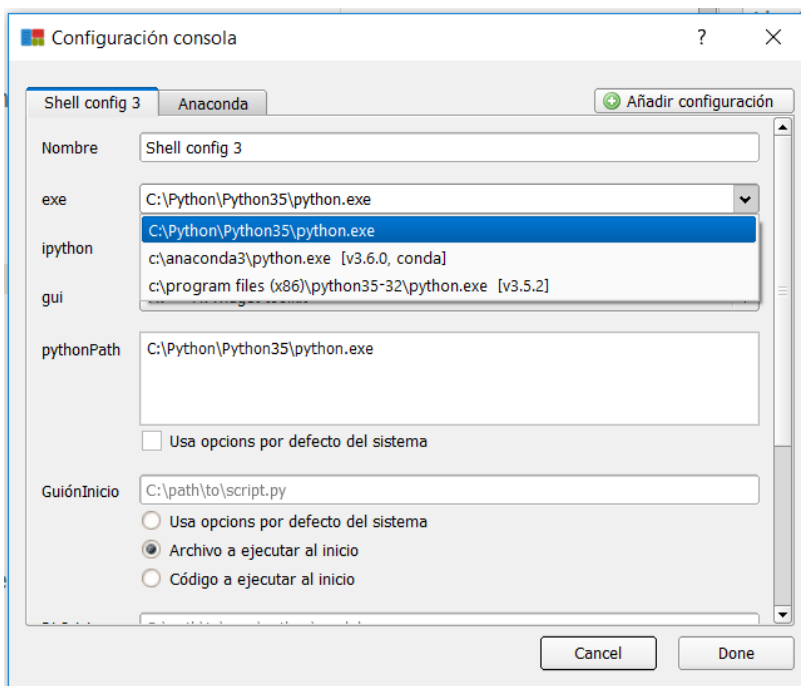 Configuración consola
?
Shell config 3
Anaconda
Añadir configuración
Nombre
Shell config 3
exe
C:\Python\Python35\python.exe
C:\Python\Python35\python.exe
ipython
c:\anaconda3\python.exe [v3.6.0, conda]
c:\program files (x86)\python35-32\python.exe [v3.5.2]
gui
pythonPath
C:\Python\Python35\python.exe
Usa opcions por defecto del sistema
GuiónInicio
C:\path\to\script.py
Usa opcions por defecto del sistema
Archivo a ejecutar al inicio
Código a ejecutar al inicio
Cancel
Done